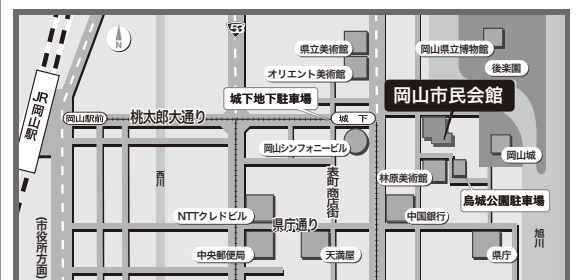 N
53
県立美術館
岡山県立博物館
オリエント美術館
後楽園
JR岡山駅
城下地下駐車場
岡山市民会館
岡山駅前
桃太郎大通り
城 下
岡山シンフォニービル
岡山城
西川
表町商店街
林原美術館
烏城公園駐車場
NTTクレドビル
県庁通り
中国銀行
旭川
(市役所方面)
中央郵便局
天満屋
県庁